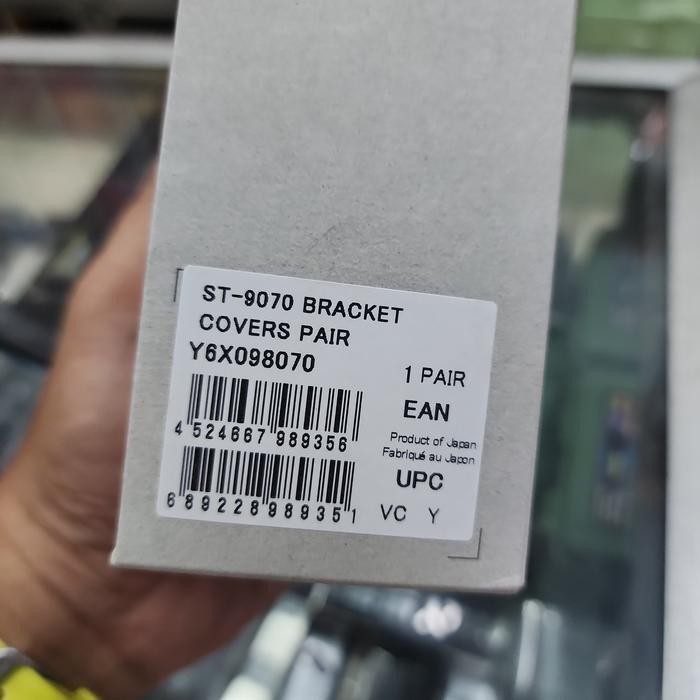 ST-9070 BRACKET
COVERS PAIR
Y6X098070
1 PAIR
4 524667 989356
EAN
Product of Japan
Fabriqué au Japon
6 89228 98935 1
UPC
VC Y